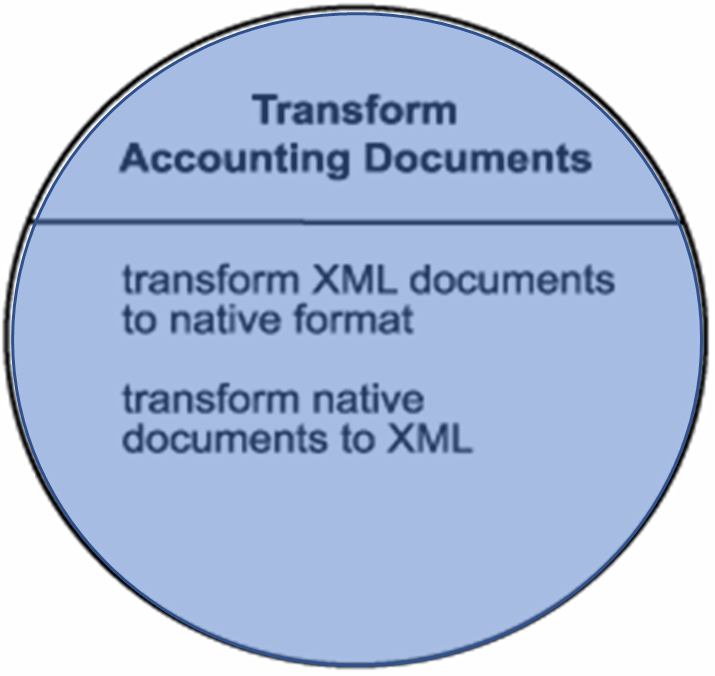 Transform
Accounting Documents
transform XML documents
to native format
transform native
documents to XML